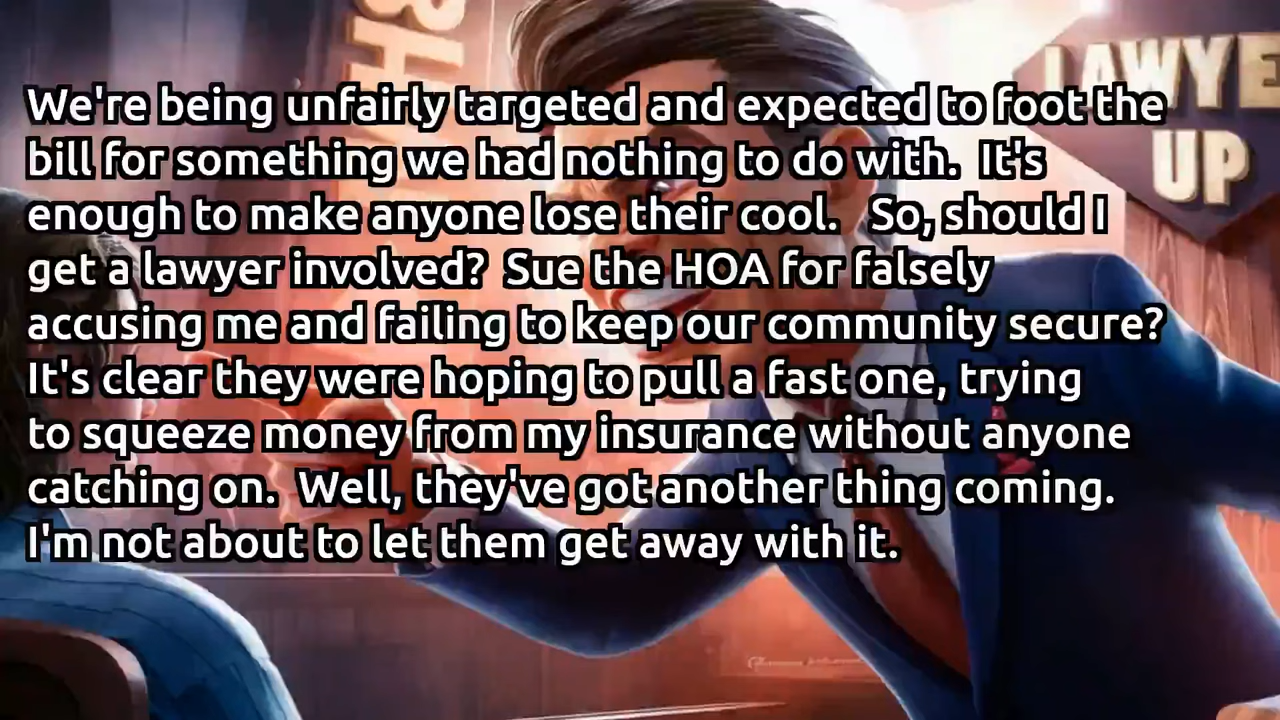 LAWYE
UP
We're being unfairly targeted and expected to foot the
bill for something we had nothing to do with.  It's
enough to make anyone lose their cool.   So, should I
get a lawyer involved?  Sue the HOA for falsely
accusing me and failing to keep our community secure?
It's clear they were hoping to pull a fast one, trying
to squeeze money from my insurance without anyone
catching on.  Well, they've got another thing coming.
I'm not about to let them get away with it.